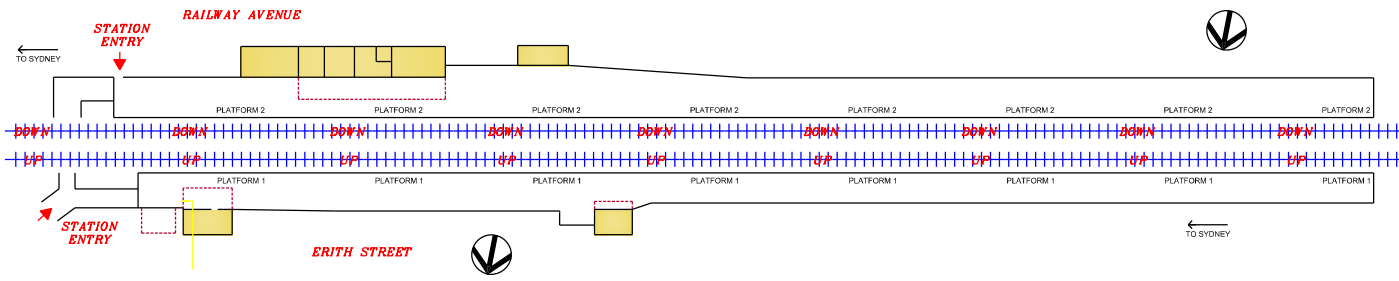 RAILWAY AVENUE
STATION
ENTRY
TO SYDNEY
PLATFORM 2 PLATFORM 2 PLATFORM 2 PLATFORM 2 PLATFORM 2 PLATFORM 2 PLATFORM 2 PLATFORM 2
DOWN DOWN DOWN DOWN DOWN DOWN DOWN DOWN DOWN
UP UP UP UP UP UP UP UP UP
PLATFORM 1 PLATFORM 1 PLATFORM 1 PLATFORM 1 PLATFORM 1 PLATFORM 1 PLATFORM 1 PLATFORM 1
STATION
ENTRY
TO SYDNEY
ERITH STREET